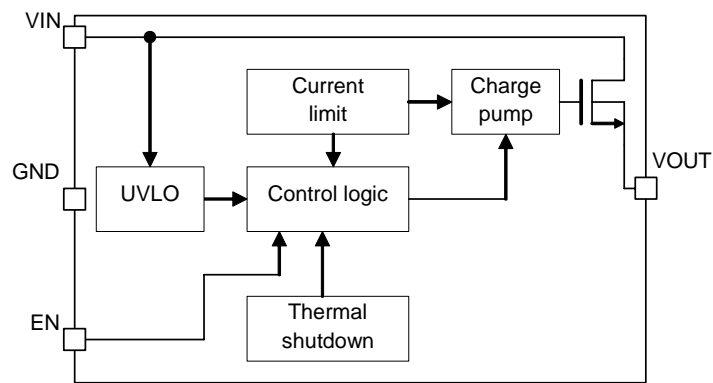 VIN
Current
limit
Charge
pump
GND
UVLO
Control logic
VOUT
EN
Thermal
shutdown